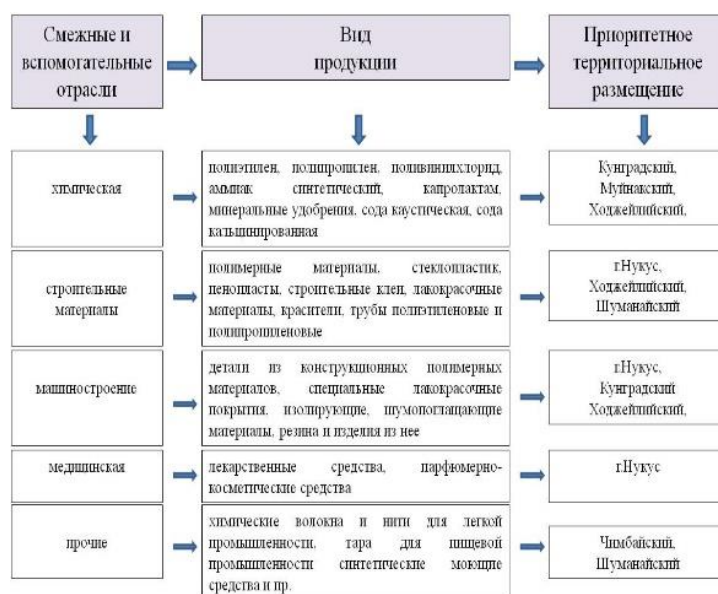 Смежные и
вспомогательные
отрасли
Вид
продукции
Приоритетное
территориальное
размещение
химическая
полиэтилен, полипропилен, поливинилхлорид,
аммиак синтетический, капролактам,
минеральные удобрения, сода каустическая, сода
кальцинированная
Кунградский,
Муйнакский,
Ходжейлийский,
строительные
материалы
полимерные материалы, стеклопластик,
пенопласты, строительные клеи, лакокрасочные
материалы, красители, трубы полиэтиленовые и
полипропиленовые
г.Нукус,
Ходжейлийский,
Шуманайский
машиностроение
детали из конструкционных полимерных
материалов, специальные лакокрасочные
покрытия, изолирующие, шумопоглащающие
материалы, резина и изделия из нее
г.Нукус,
Кунградский
Ходжейлийский,
медицинская
лекарственные средства, парфюмерно-
косметические средства
г.Нукус
прочие
химические волокна и нити для легкой
промышленности, тара для пищевой
промышленности синтетические моющие
средства и пр.
Чимбайский,
Шуманайский